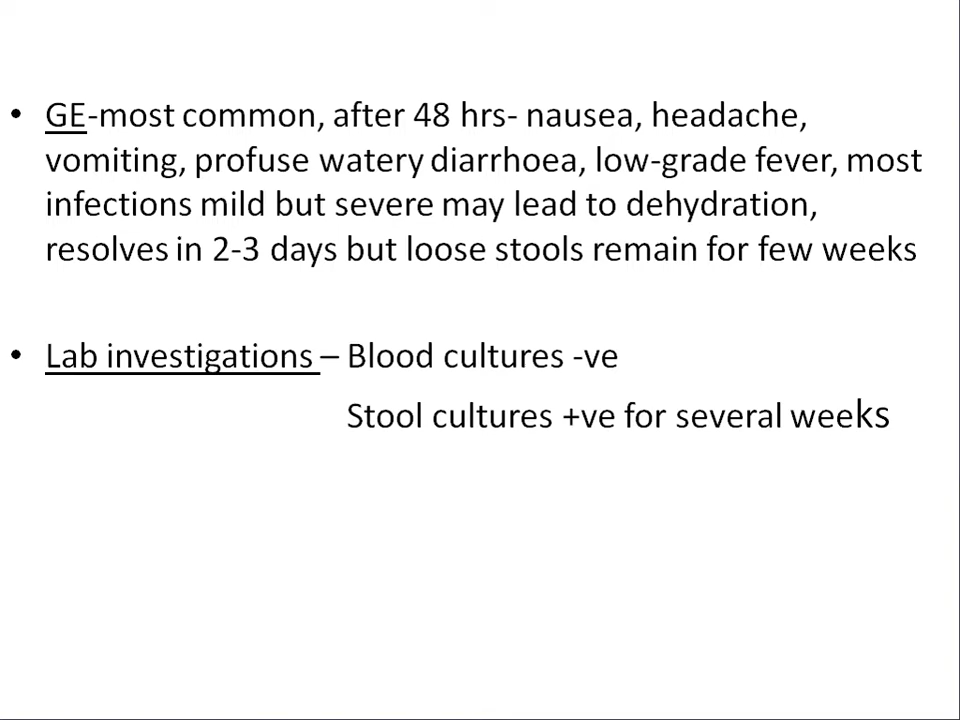 • GE-most common, after 48 hrs- nausea, headache,
vomiting, profuse watery diarrhoea, low-grade fever, most
infections mild but severe may lead to dehydration,
resolves in 2-3 days but loose stools remain for few weeks
• Lab investigations – Blood cultures -ve
Stool cultures +ve for several weeks